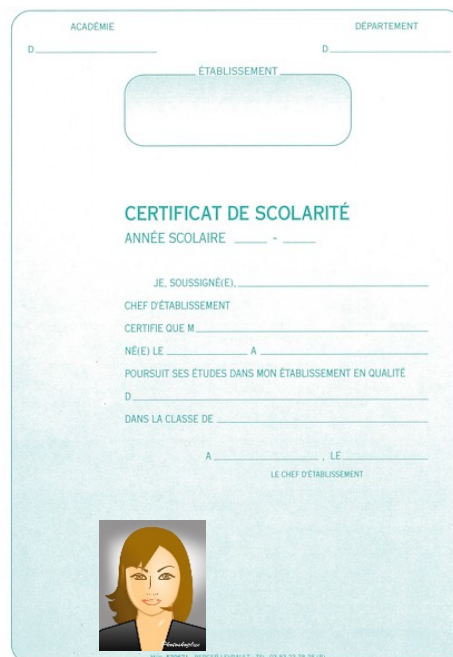 ACADÉMIE
DÉPARTEMENT
D
D
ÉTABLISSEMENT
CERTIFICAT DE SCOLARITÉ
ANNÉE SCOLAIRE -
JE, SOUSSIGNÉ(E),
CHEF D'ÉTABLISSEMENT
CERTIFIE QUE M
NÉ(E) LE A
POURSUIT SES ÉTUDES DANS MON ÉTABLISSEMENT EN QUALITÉ
D
DANS LA CLASSE DE
A , LE
LE CHEF D'ÉTABLISSEMENT